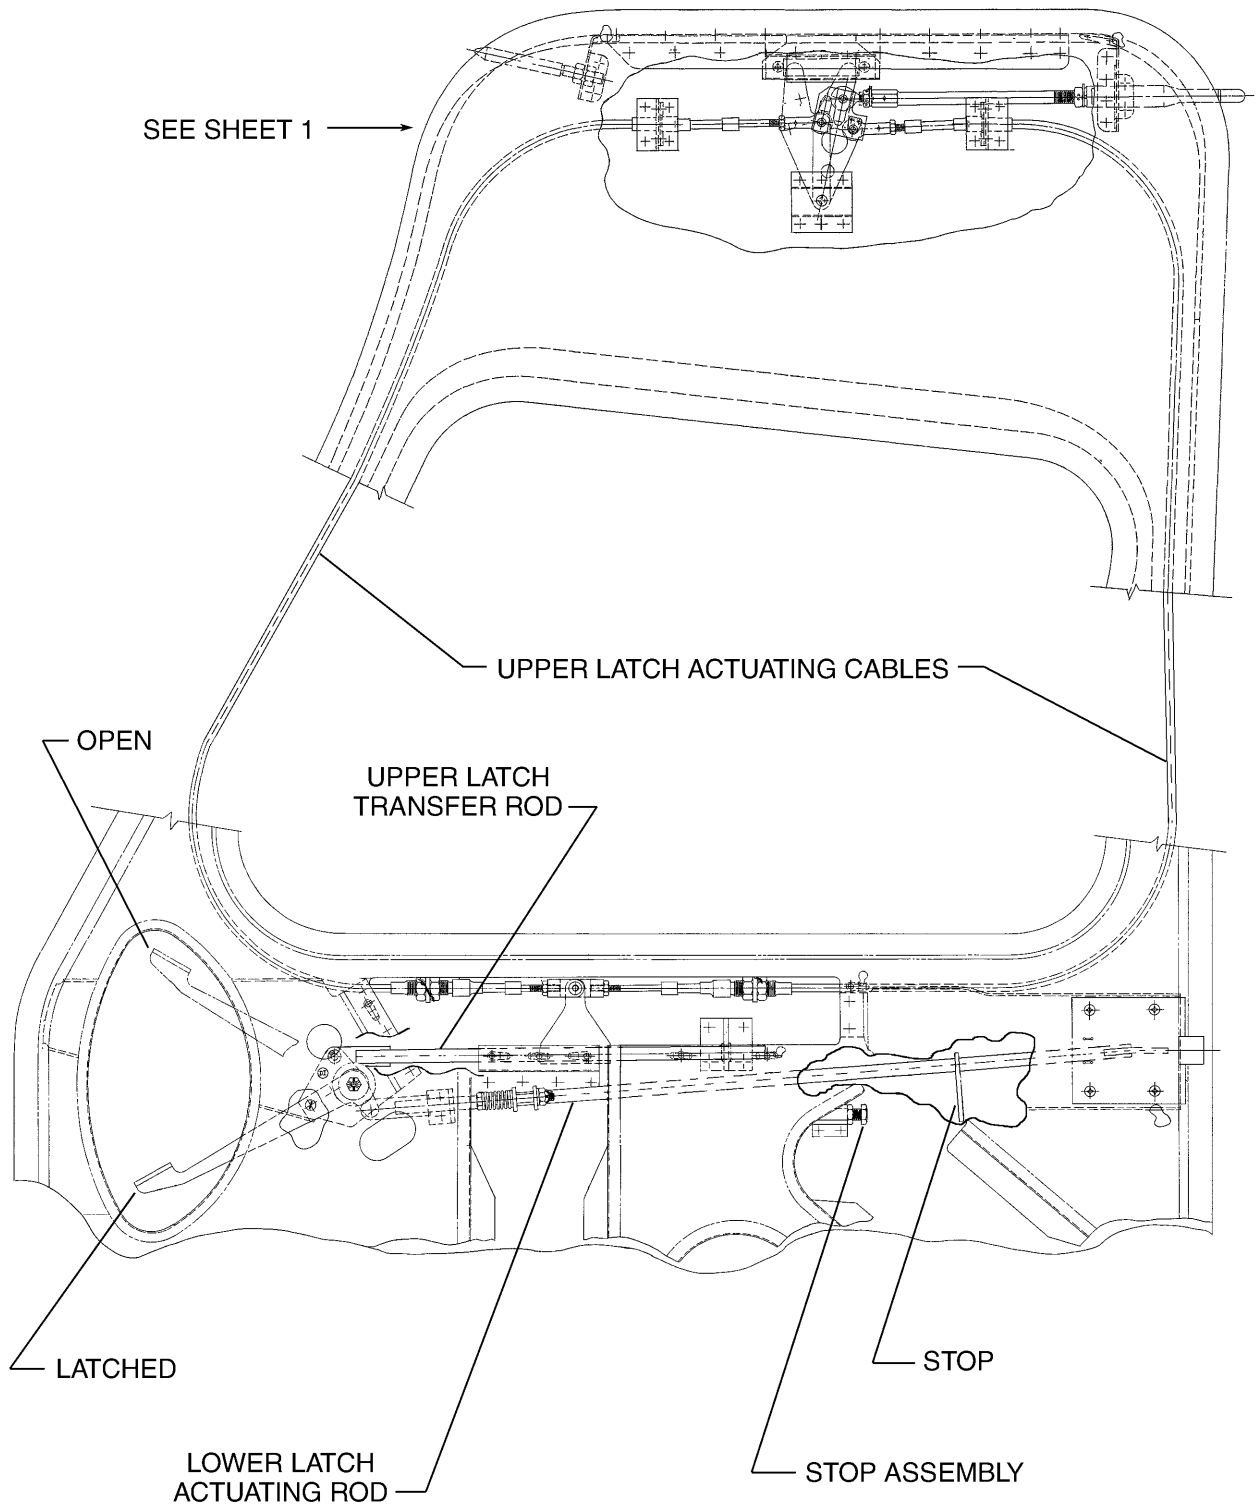 SEE SHEET 1
UPPER LATCH ACTUATING CABLES
OPEN
UPPER LATCH
TRANSFER ROD
STOP
LATCHED
LOWER LATCH
ACTUATING ROD
STOP ASSEMBLY